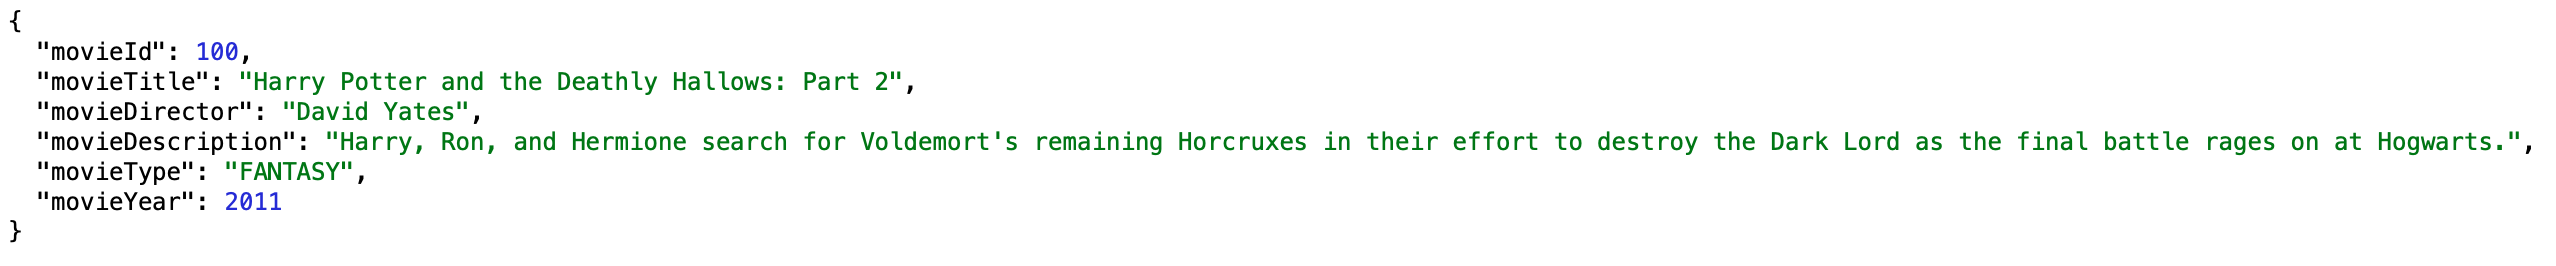 {
  "movieId": 100,
  "movieTitle": "Harry Potter and the Deathly Hallows: Part 2",
  "movieDirector": "David Yates",
  "movieDescription": "Harry, Ron, and Hermione search for Voldemort's remaining Horcruxes in their effort to destroy the Dark Lord as the final battle rages on at Hogwarts.",
  "movieType": "FANTASY",
  "movieYear": 2011
}